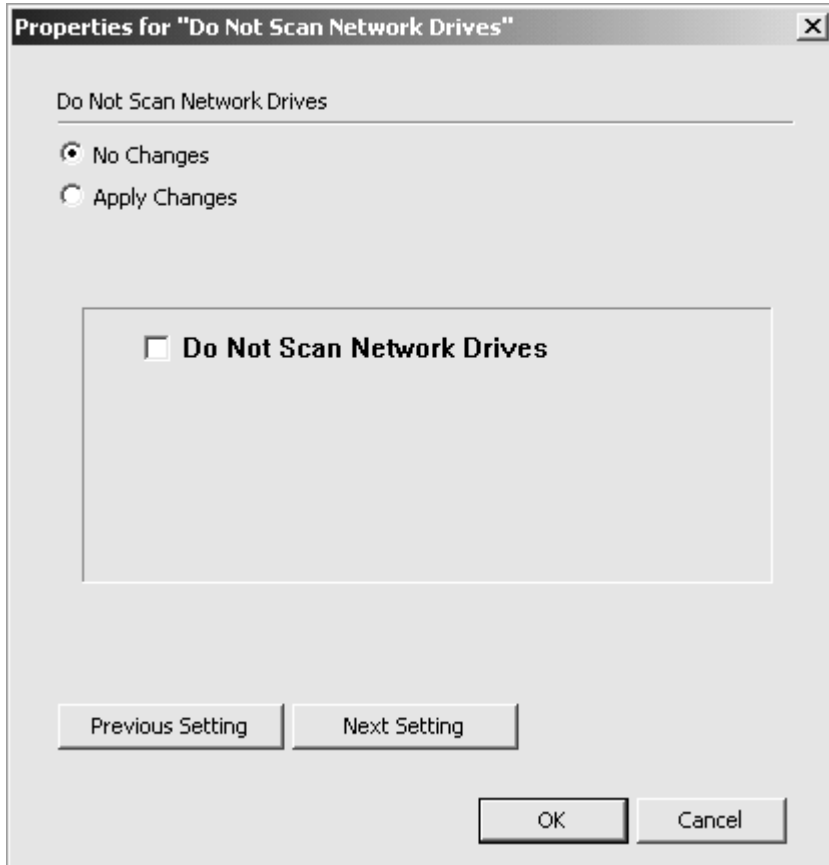 Properties for "Do Not Scan Network Drives"
Do Not Scan Network Drives
No Changes
Apply Changes
Do Not Scan Network Drives
Previous Setting
Next Setting
OK
Cancel